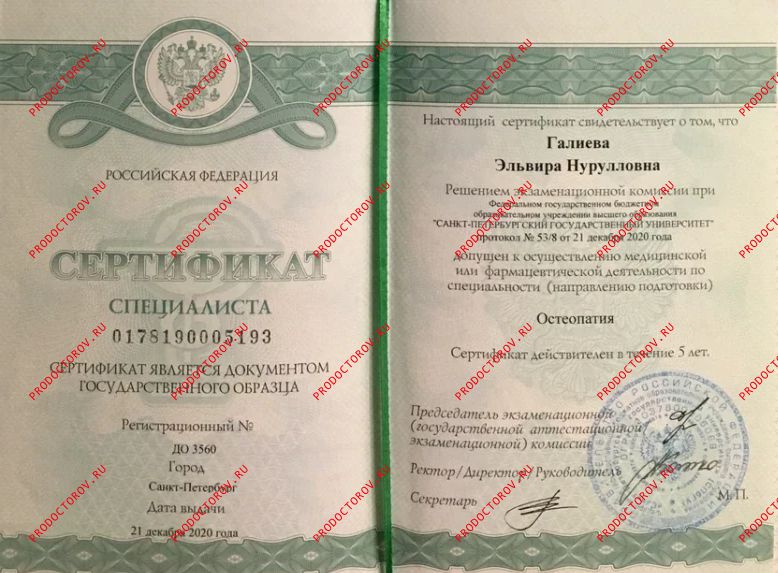 РОССИЙСКАЯ ФЕДЕРАЦИЯ
СЕРТИФИКАТ
СПЕЦИАЛИСТА
0178190005193
СЕРТИФИКАТ ЯВЛЯЕТСЯ ДОКУМЕНТОМ
ГОСУДАРСТВЕННОГО ОБРАЗЦА
Регистрационный №
ДО 3560
Город
Санкт-Петербург
Дата выдачи
21 декабря 2020 года
Настоящий сертификат свидетельствует о том, что
Галиева
Эльвира Нурулловна
Решением экзаменационной комиссии при
Федеральном государственном бюджетном
образовательном учреждении высшего образования
"САНКТ-ПЕТЕРБУРГСКИЙ ГОСУДАРСТВЕННЫЙ УНИВЕРСИТЕТ"
протокол № 53/8 от 21 декабря 2020 года
допущен к осуществлению медицинской
или фармацевтической деятельности по
специальности (направлению подготовки)
Остеопатия
Сертификат действителен в течение 5 лет.
Председатель экзаменационной
(государственной аттестационной,
экзаменационной) комиссии
Ректор/Директор/Руководитель
Секретарь
М.П.
PRODOCTOROV.RU